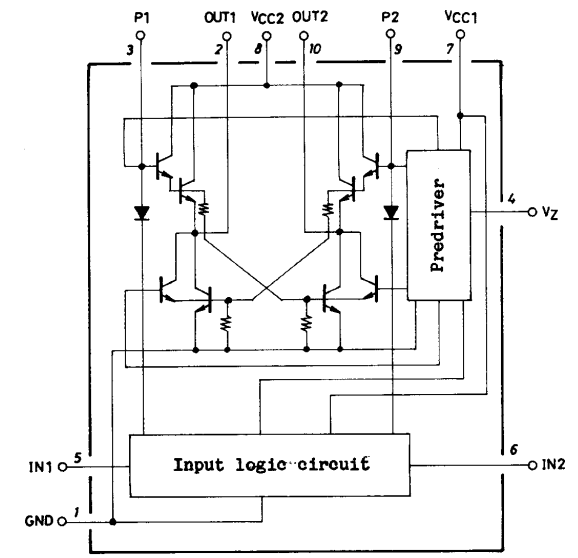 P1 OUT1 VCC2 OUT2 P2 VCC1
3 2 8 10 9 7
4
VZ
Predriver
5 6
IN1 Input logic circuit IN2
1
GND